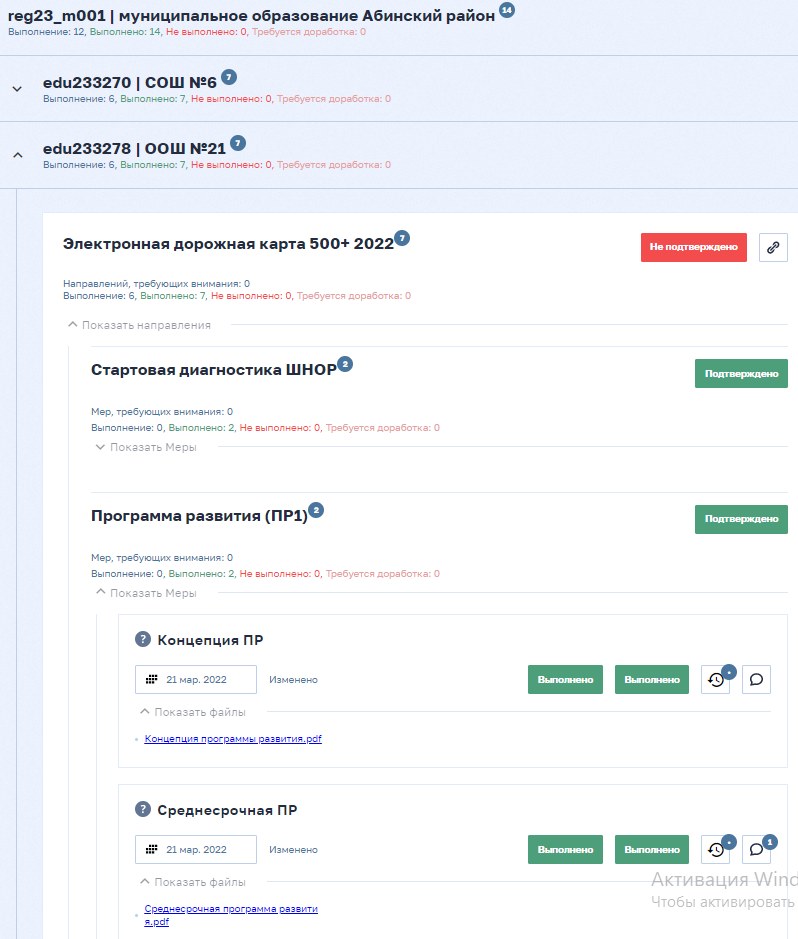 reg23_m001 | муниципальное образование Абинский район 14
Выполнение: 12, Выполнено: 14, Не выполнено: 0, Требуется доработка: 0
edu233270 | СОШ №6 7
Выполнение: 6, Выполнено: 7, Не выполнено: 0, Требуется доработка: 0
edu233278 | ООШ №21 7
Выполнение: 6, Выполнено: 7, Не выполнено: 0, Требуется доработка: 0
Электронная дорожная карта 500+ 2022 7
Не подтверждено
Направлений, требующих внимания: 0
Выполнение: 6, Выполнено: 7, Не выполнено: 0, Требуется доработка: 0
Показать направления
Стартовая диагностика ШНОР 2
Подтверждено
Мер, требующих внимания: 0
Выполнение: 0, Выполнено: 2, Не выполнено: 0, Требуется доработка: 0
Показать Меры
Программа развития (ПР1) 2
Подтверждено
Мер, требующих внимания: 0
Выполнение: 0, Выполнено: 2, Не выполнено: 0, Требуется доработка: 0
Показать Меры
? Концепция ПР
21 мар. 2022 Изменено Выполнено Выполнено
Показать файлы
Концепция программы развития.pdf
? Среднесрочная ПР
21 мар. 2022 Изменено Выполнено Выполнено 1
Показать файлы
Активация Wind
Чтобы активировать
Среднесрочная программа развити
я.pdf